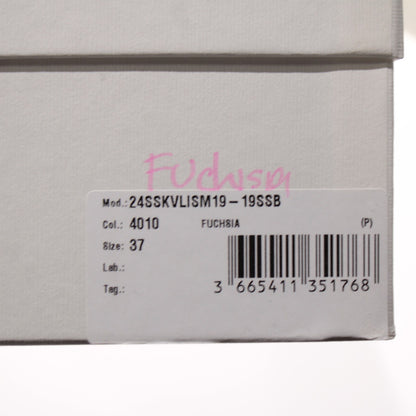 Fuchsia
Mod.: 24SSKVLISM19-19SSB
Col.: 4010 FUCHSIA (P)
Size: 37
Lab.:
Tag.:
3 665411 351768